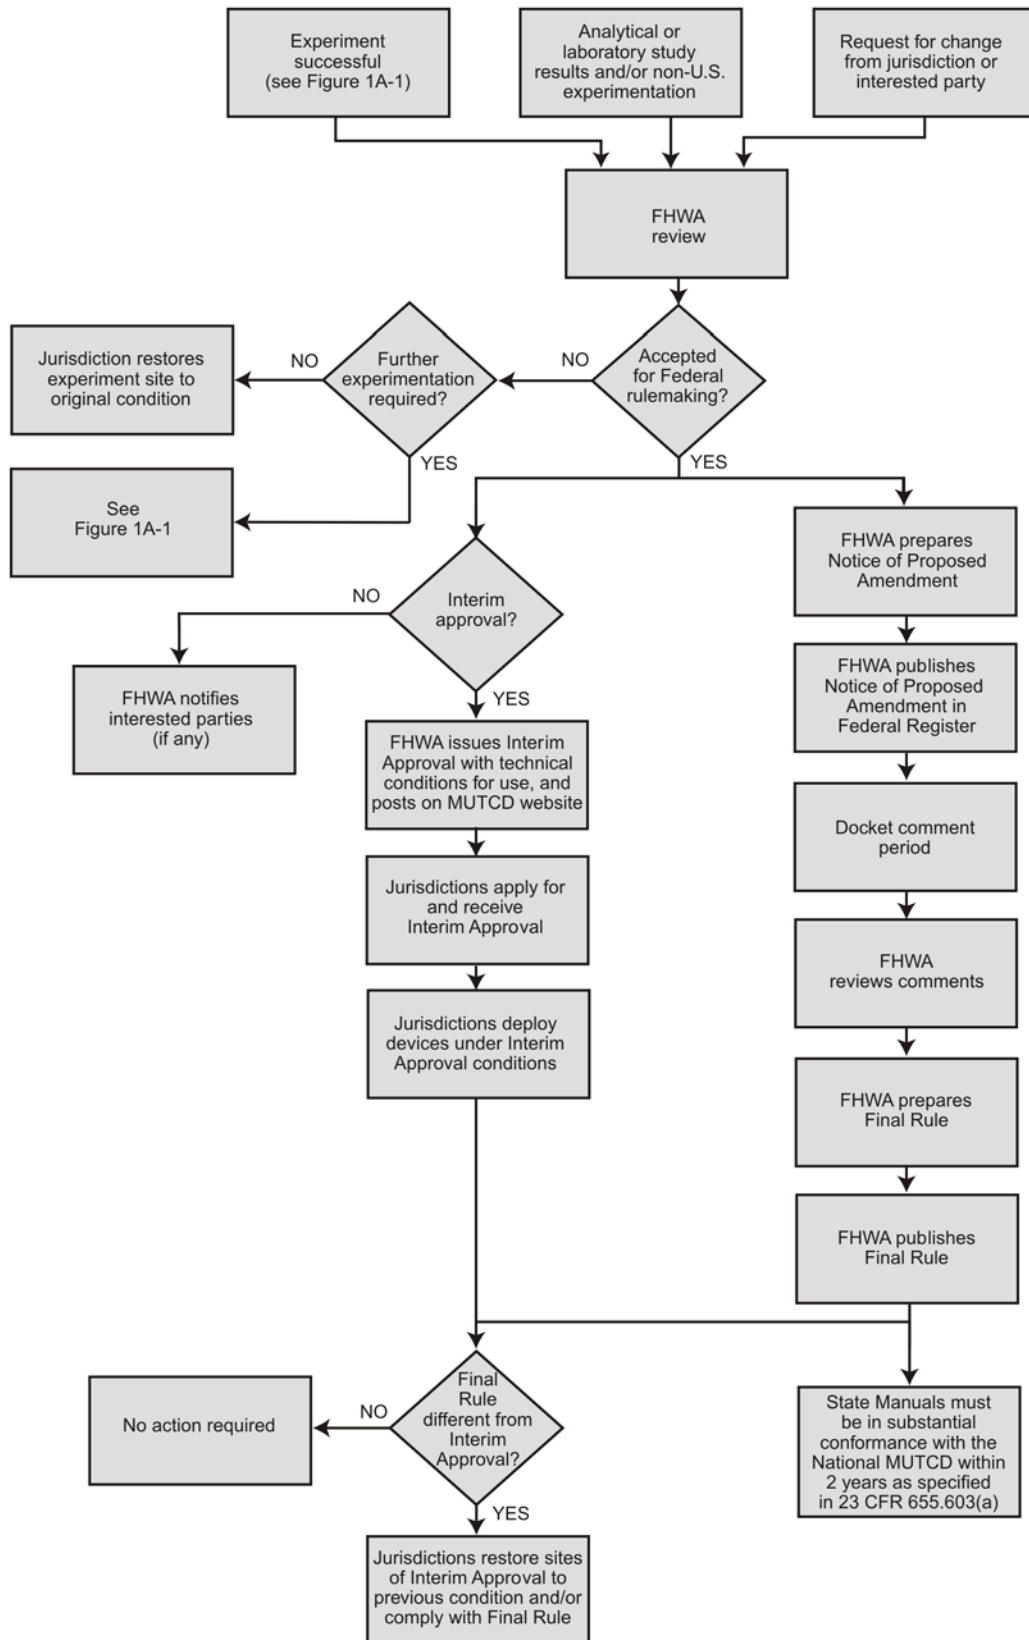 Experiment
successful
(see Figure 1A-1)
Analytical or
laboratory study
results and/or non-U.S.
experimentation
Request for change
from jurisdiction or
interested party
FHWA
review
Accepted
for Federal
rulemaking?
NO
YES
Further
experimentation
required?
NO
YES
Jurisdiction restores
experiment site to
original condition
See
Figure 1A-1
Interim
approval?
NO
YES
FHWA notifies
interested parties
(if any)
FHWA issues Interim
Approval with technical
conditions for use, and
posts on MUTCD website
Jurisdictions apply for
and receive
Interim Approval
Jurisdictions deploy
devices under Interim
Approval conditions
FHWA prepares
Notice of Proposed
Amendment
FHWA publishes
Notice of Proposed
Amendment in
Federal Register
Docket comment
period
FHWA
reviews comments
FHWA prepares
Final Rule
FHWA publishes
Final Rule
Final
Rule
different from
Interim
Approval?
NO
YES
No action required
Jurisdictions restore sites
of Interim Approval to
previous condition and/or
comply with Final Rule
State Manuals must
be in substantial
conformance with the
National MUTCD within
2 years as specified
in 23 CFR 655.603(a)